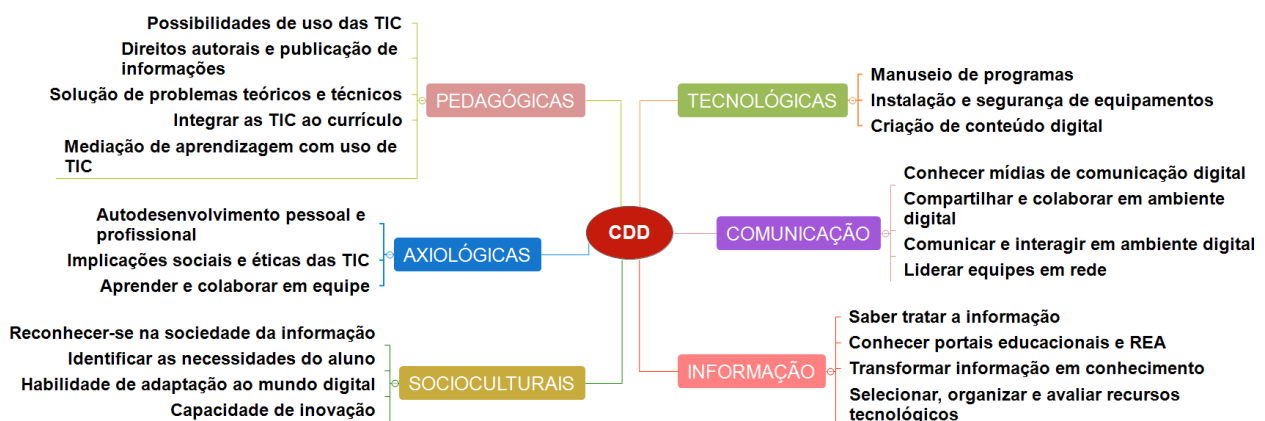 Possibilidades de uso das TIC
Direitos autorais e publicação de
informações
Solução de problemas teóricos e técnicos
Integrar as TIC ao currículo
Mediação de aprendizagem com uso de
TIC
PEDAGÓGICAS
Autodesenvolvimento pessoal e
profissional
Implicações sociais e éticas das TIC
Aprender e colaborar em equipe
AXIOLÓGICAS
Reconhecer-se na sociedade da informação
Identificar as necessidades do aluno
Habilidade de adaptação ao mundo digital
Capacidade de inovação
SOCIOCULTURAIS
CDD
TECNOLÓGICAS
Manuseio de programas
Instalação e segurança de equipamentos
Criação de conteúdo digital
COMUNICAÇÃO
Conhecer mídias de comunicação digital
Compartilhar e colaborar em ambiente
digital
Comunicar e interagir em ambiente digital
Liderar equipes em rede
INFORMAÇÃO
Saber tratar a informação
Conhecer portais educacionais e REA
Transformar informação em conhecimento
Selecionar, organizar e avaliar recursos
tecnológicos